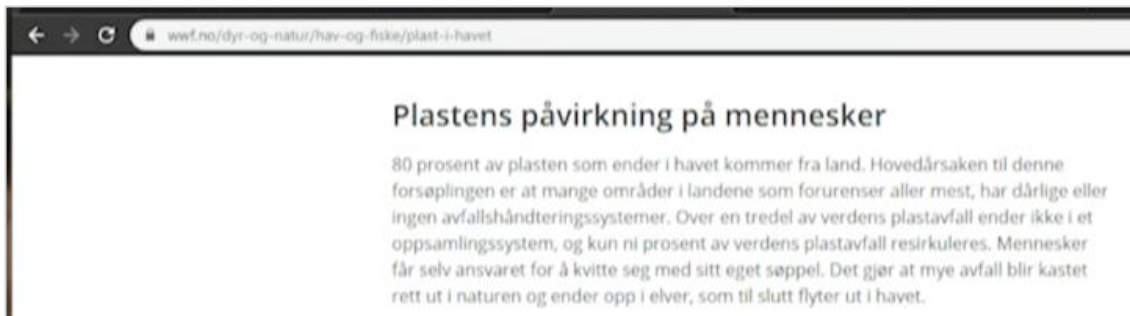 wwf.no/dyr-og-natur/hav-og-fiske/plast-i-havet
Plastens påvirkning på mennesker
80 prosent av plasten som ender i havet kommer fra land. Hovedårsaken til denne
forsøplingen er at mange områder i landene som forurenser aller mest, har dårlige eller
ingen avfallshåndteringssystemer. Over en tredel av verdens plastavfall ender ikke i et
oppsamlingssystem, og kun ni prosent av verdens plastavfall resirkuleres. Mennesker
får selv ansvaret for å kvitte seg med sitt eget søppel. Det gjør at mye avfall blir kastet
rett ut i naturen og ender opp i elver, som til slutt flyter ut i havet.